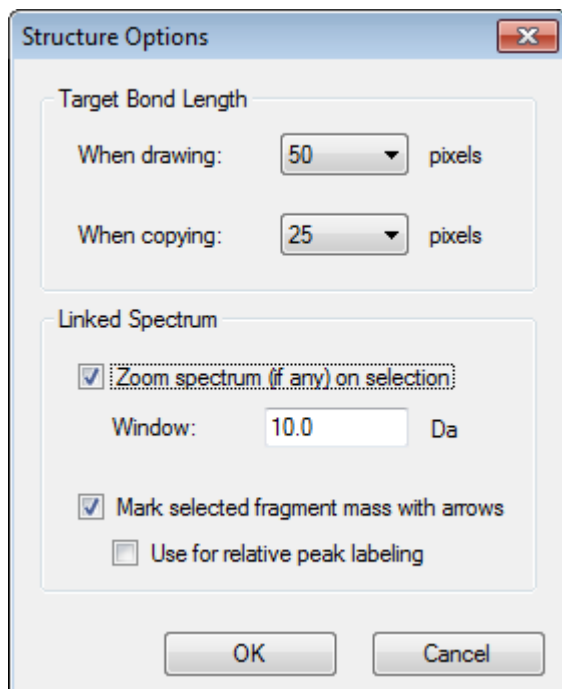 Structure Options
Target Bond Length
When drawing: 50 pixels
When copying: 25 pixels
Linked Spectrum
Zoom spectrum (if any) on selection
Window: 10.0 Da
Mark selected fragment mass with arrows
Use for relative peak labeling
OK Cancel